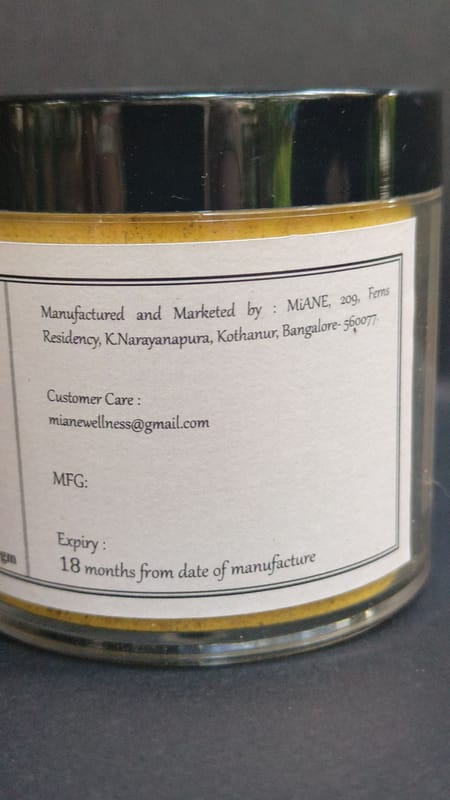 Manufactured and Marketed by : MiANE, 209, Ferns
Residency, K.Narayanapura, Kothanur, Bangalore- 560077.
Customer Care :
mianewellness@gmail.com
MFG:
Expiry :
18 months from date of manufacture
gm